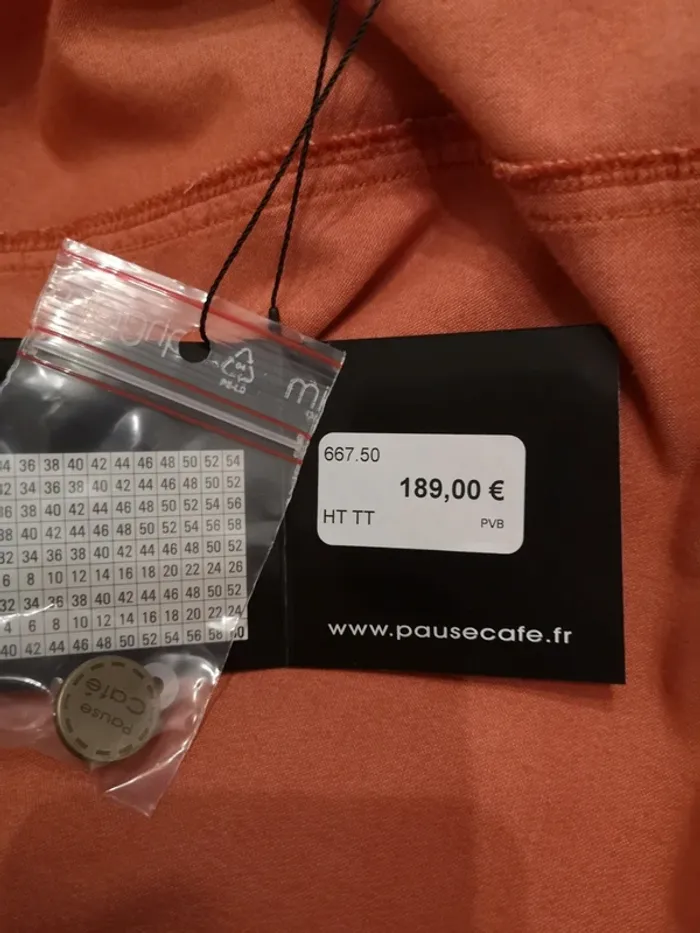 grip
04
PE-LD
34 36 38 40 42 44 46 48 50 52 54
32 34 36 38 40 42 44 46 48 50 52
36 38 40 42 44 46 48 50 52 54 56
38 40 42 44 46 48 50 52 54 56 58
32 34 36 38 40 42 44 46 48 50 52
6 8 10 12 14 16 18 20 22 24 26
32 34 36 38 40 42 44 46 48 50 52
4 6 8 10 12 14 16 18 20 22 24
40 42 44 46 48 50 52 54 56 58 60
667.50
189,00 €
HT TT
PVB
www.pausecafe.fr
Pause
Café